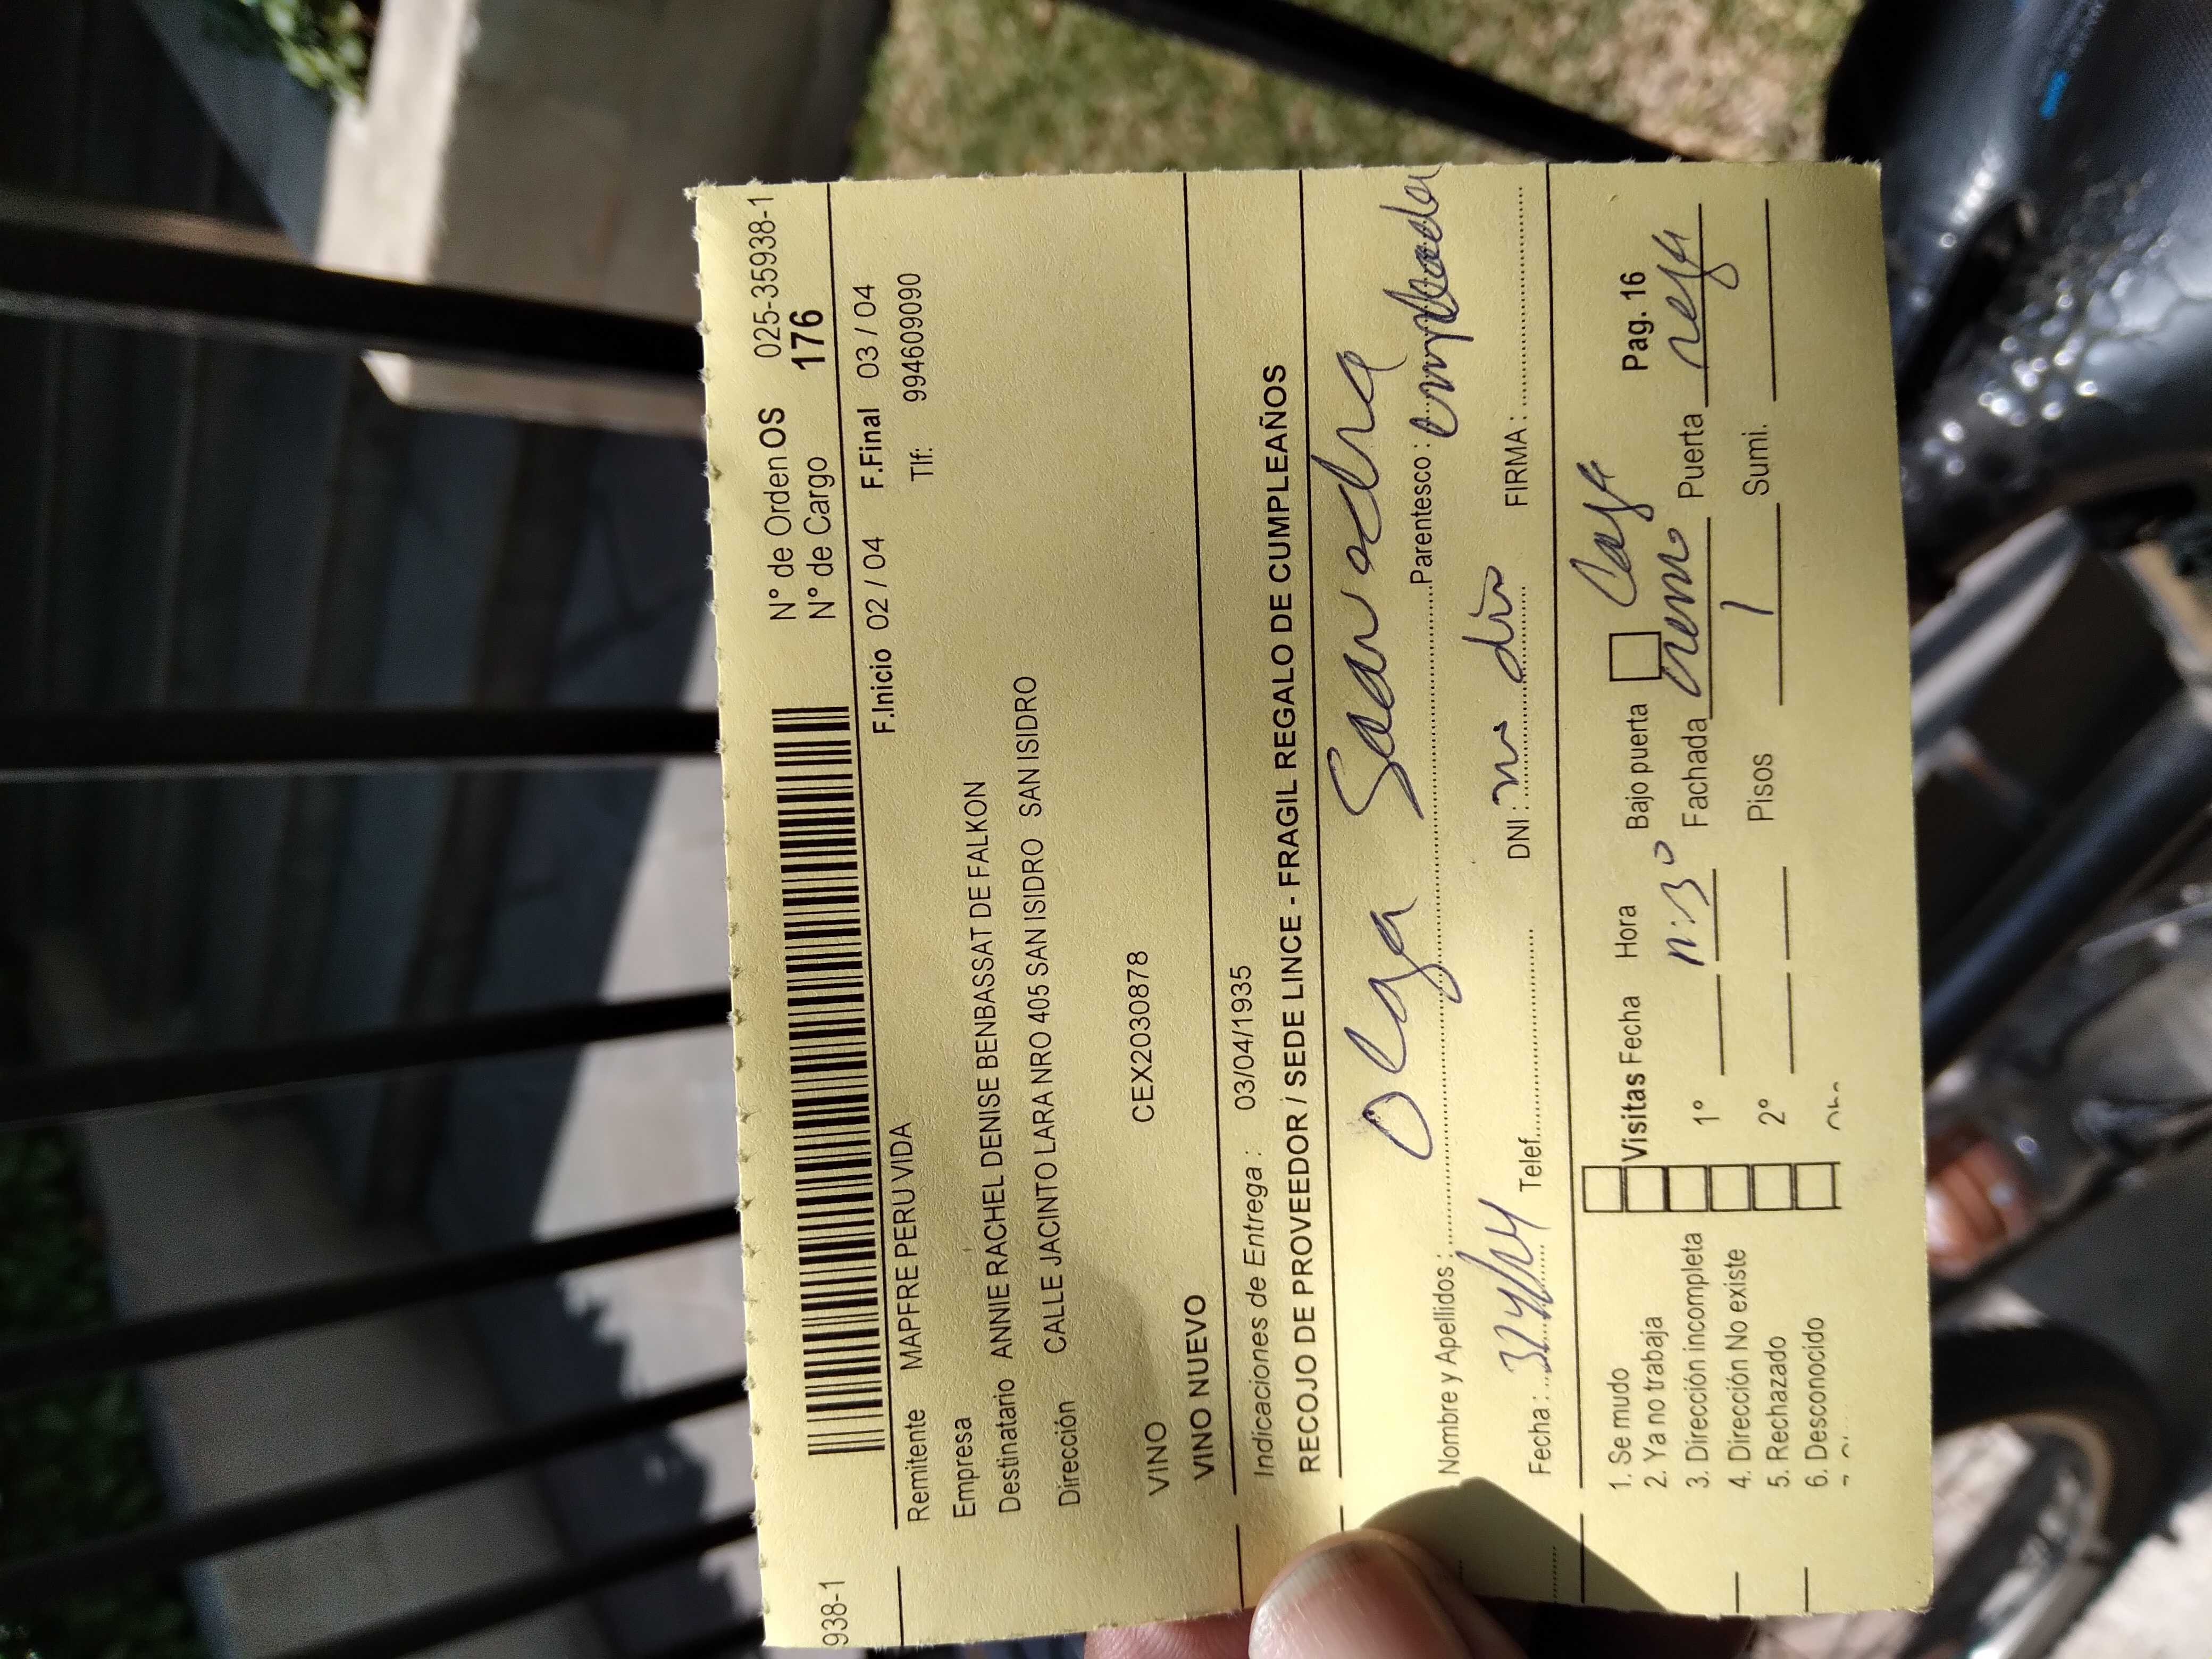 938-1
N° de Orden OS 025-35938-1
N° de Cargo 176
F.Inicio 02 / 04 F.Final 03 / 04
Remitente MAPFRE PERU VIDA Tlf: 994609090
Empresa
Destinatario ANNIE RACHEL DENISE BENBASSAT DE FALKON
Dirección CALLE JACINTO LARA NRO 405 SAN ISIDRO SAN ISIDRO
VINO CEX2030878
VINO NUEVO
Indicaciones de Entrega : 03/04/1935
RECOJO DE PROVEEDOR / SEDE LINCE - FRAGIL REGALO DE CUMPLEAÑOS
Olga Saavedra
Nombre y Apellidos : Parentesco : empleada
Fecha : DNI : no dio FIRMA :
Telef.
1. Se mudo
2. Ya no trabaja
3. Dirección incompleta
4. Dirección No existe
5. Rechazado
6. Desconocido
Visitas Fecha Hora Bajo puerta Casa Pag. 16
1° Fachada Puerta
2° Pisos 1 Sumi.